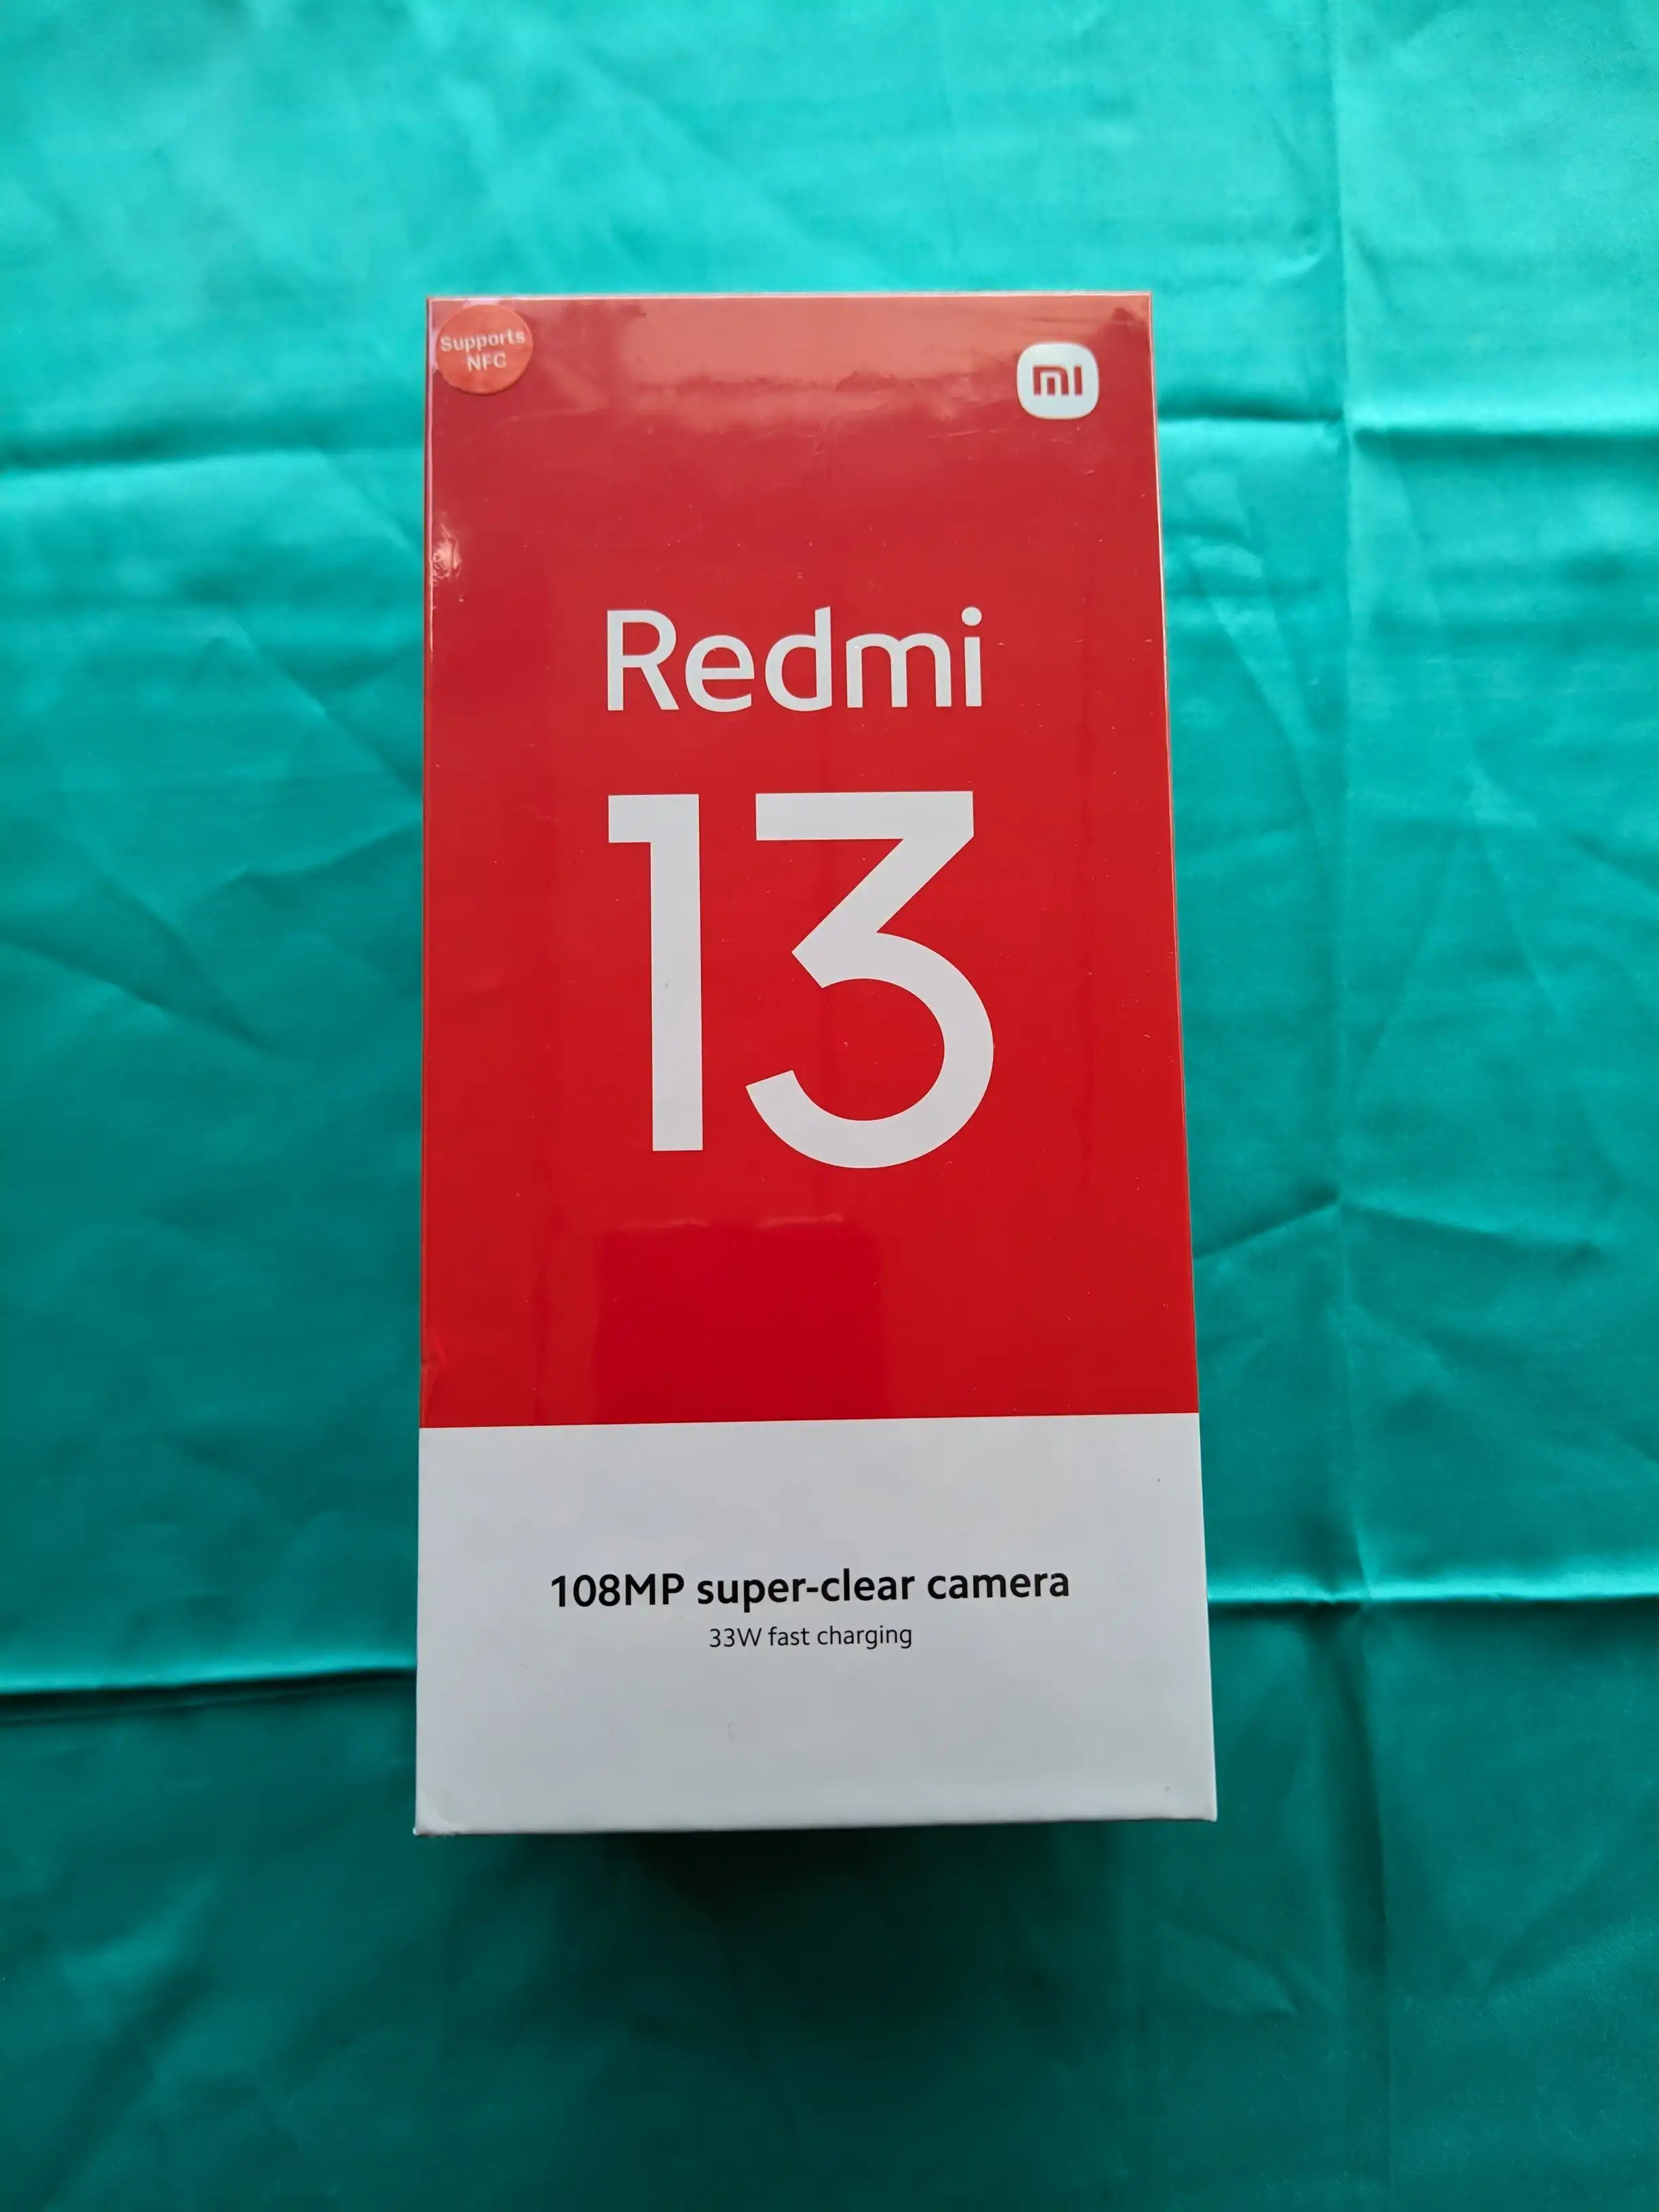 Supports
NFC
mi
Redmi
13
108MP super-clear camera
33W fast charging